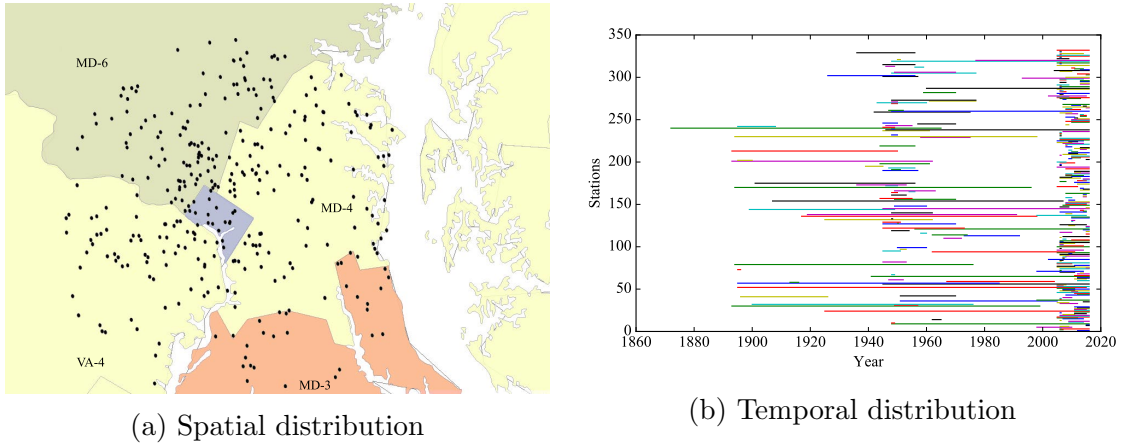 MD-6
MD-4
VA-4
MD-3
(a) Spatial distribution
350
300
250
200
150
100
50
0
Stations
1860 1880 1900 1920 1940 1960 1980 2000 2020
Year
(b) Temporal distribution